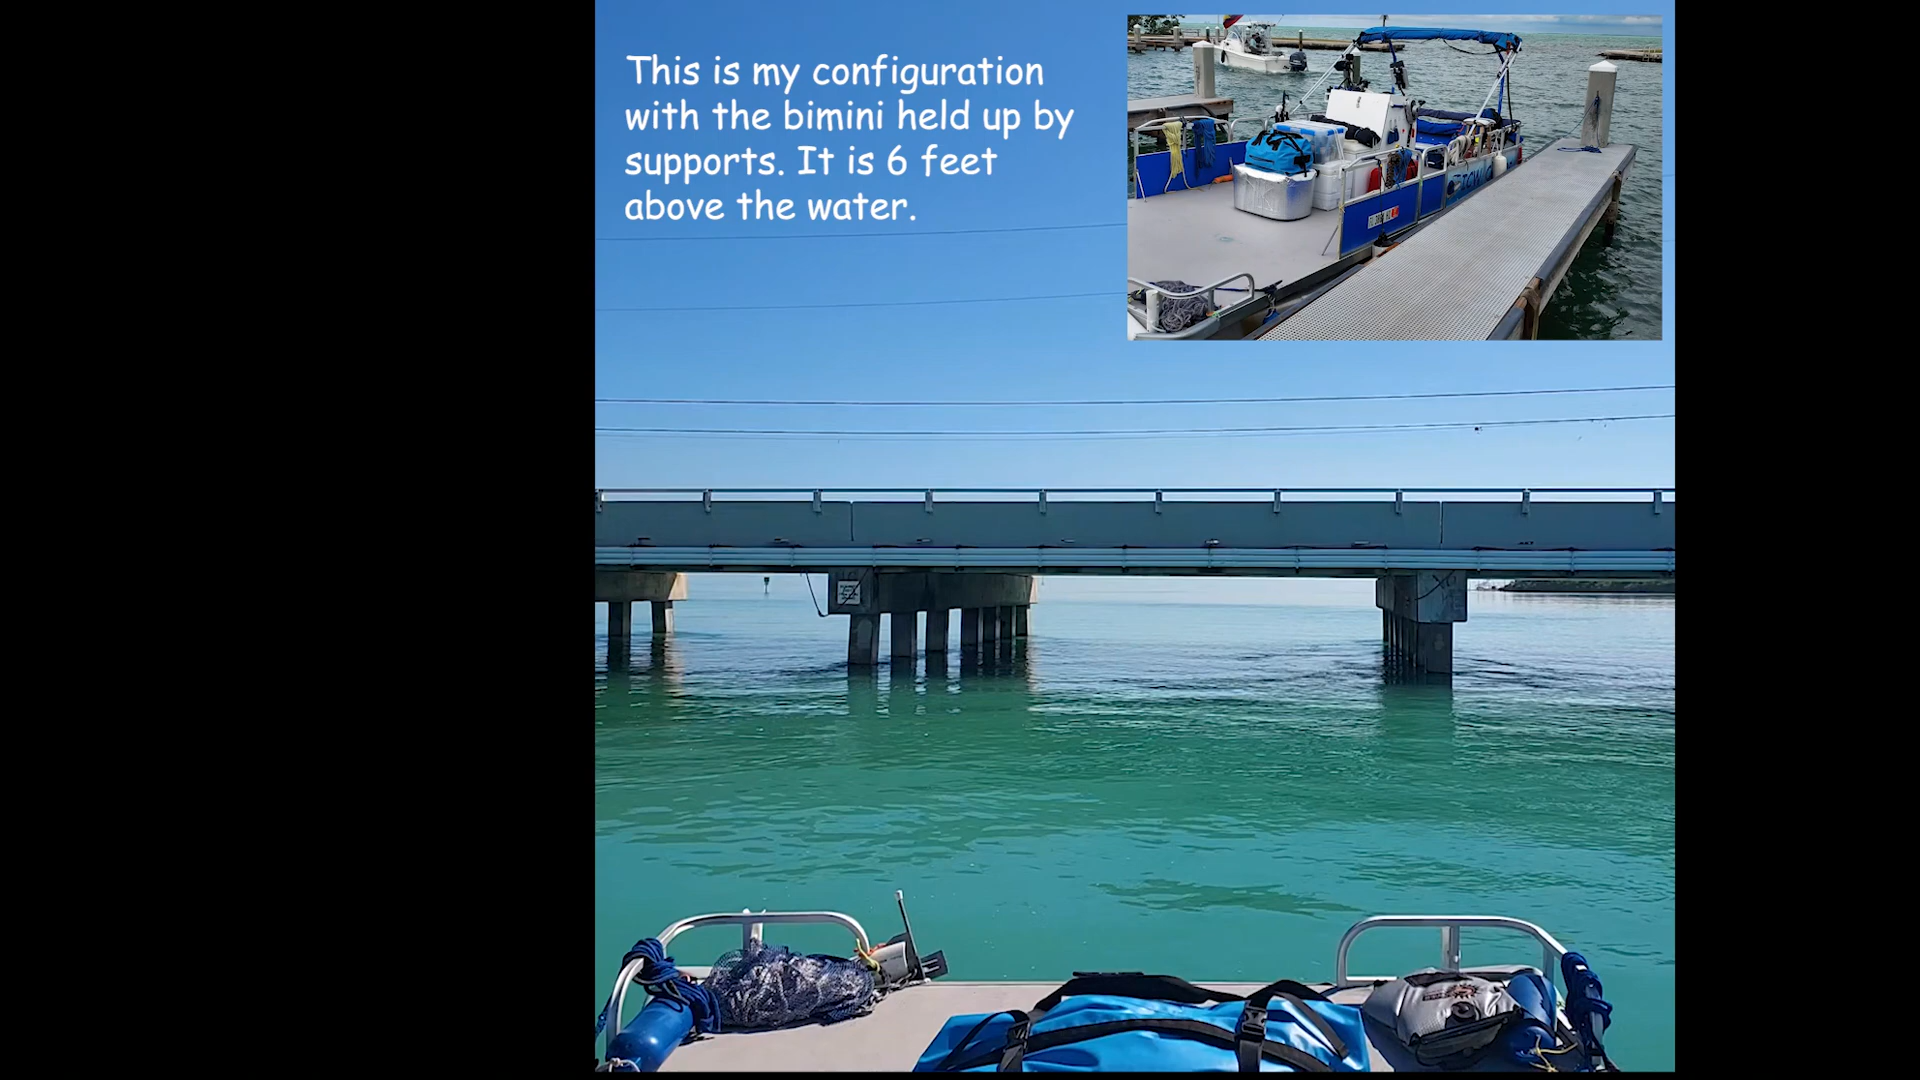 This is my configuration
with the bimini held up by
supports. It is 6 feet
above the water.